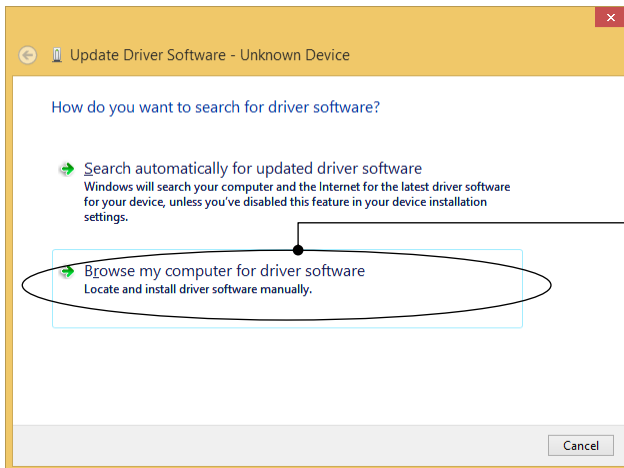 Update Driver Software - Unknown Device
How do you want to search for driver software?
Search automatically for updated driver software
Windows will search your computer and the Internet for the latest driver software
for your device, unless you've disabled this feature in your device installation
settings.
Browse my computer for driver software
Locate and install driver software manually.
Cancel